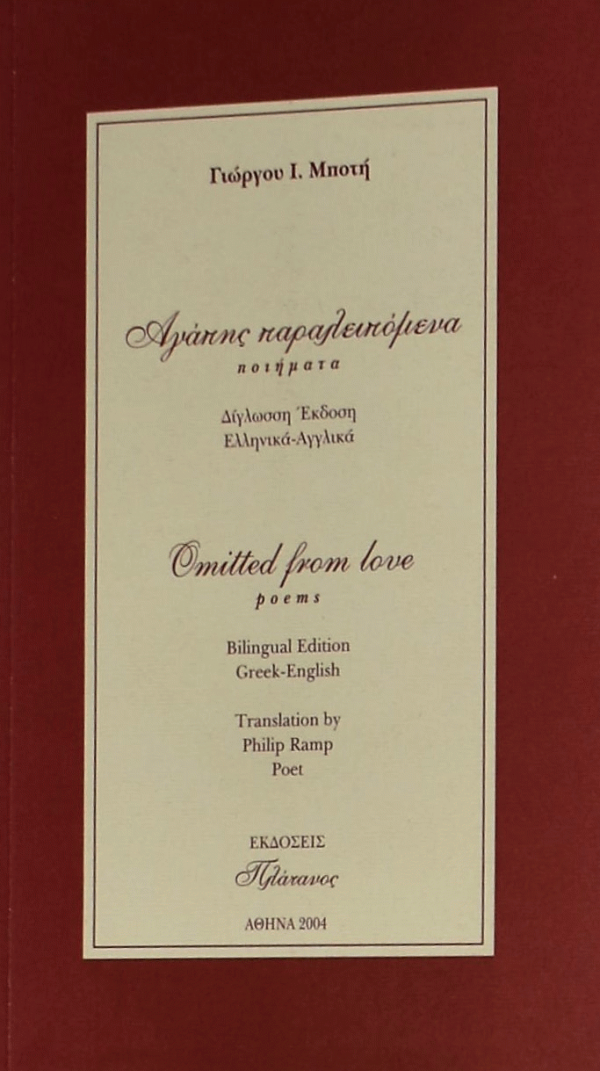 Γιώργου Ι. Μποτή
Αγάπης παραλειπόμενα
ποιήματα
Δίγλωσση Έκδοση
Ελληνικά-Αγγλικά
Omitted from love
poems
Bilingual Edition
Greek-English
Translation by
Philip Ramp
Poet
ΕΚΔΟΣΕΙΣ
Πλάτανος
ΑΘΗΝΑ 2004